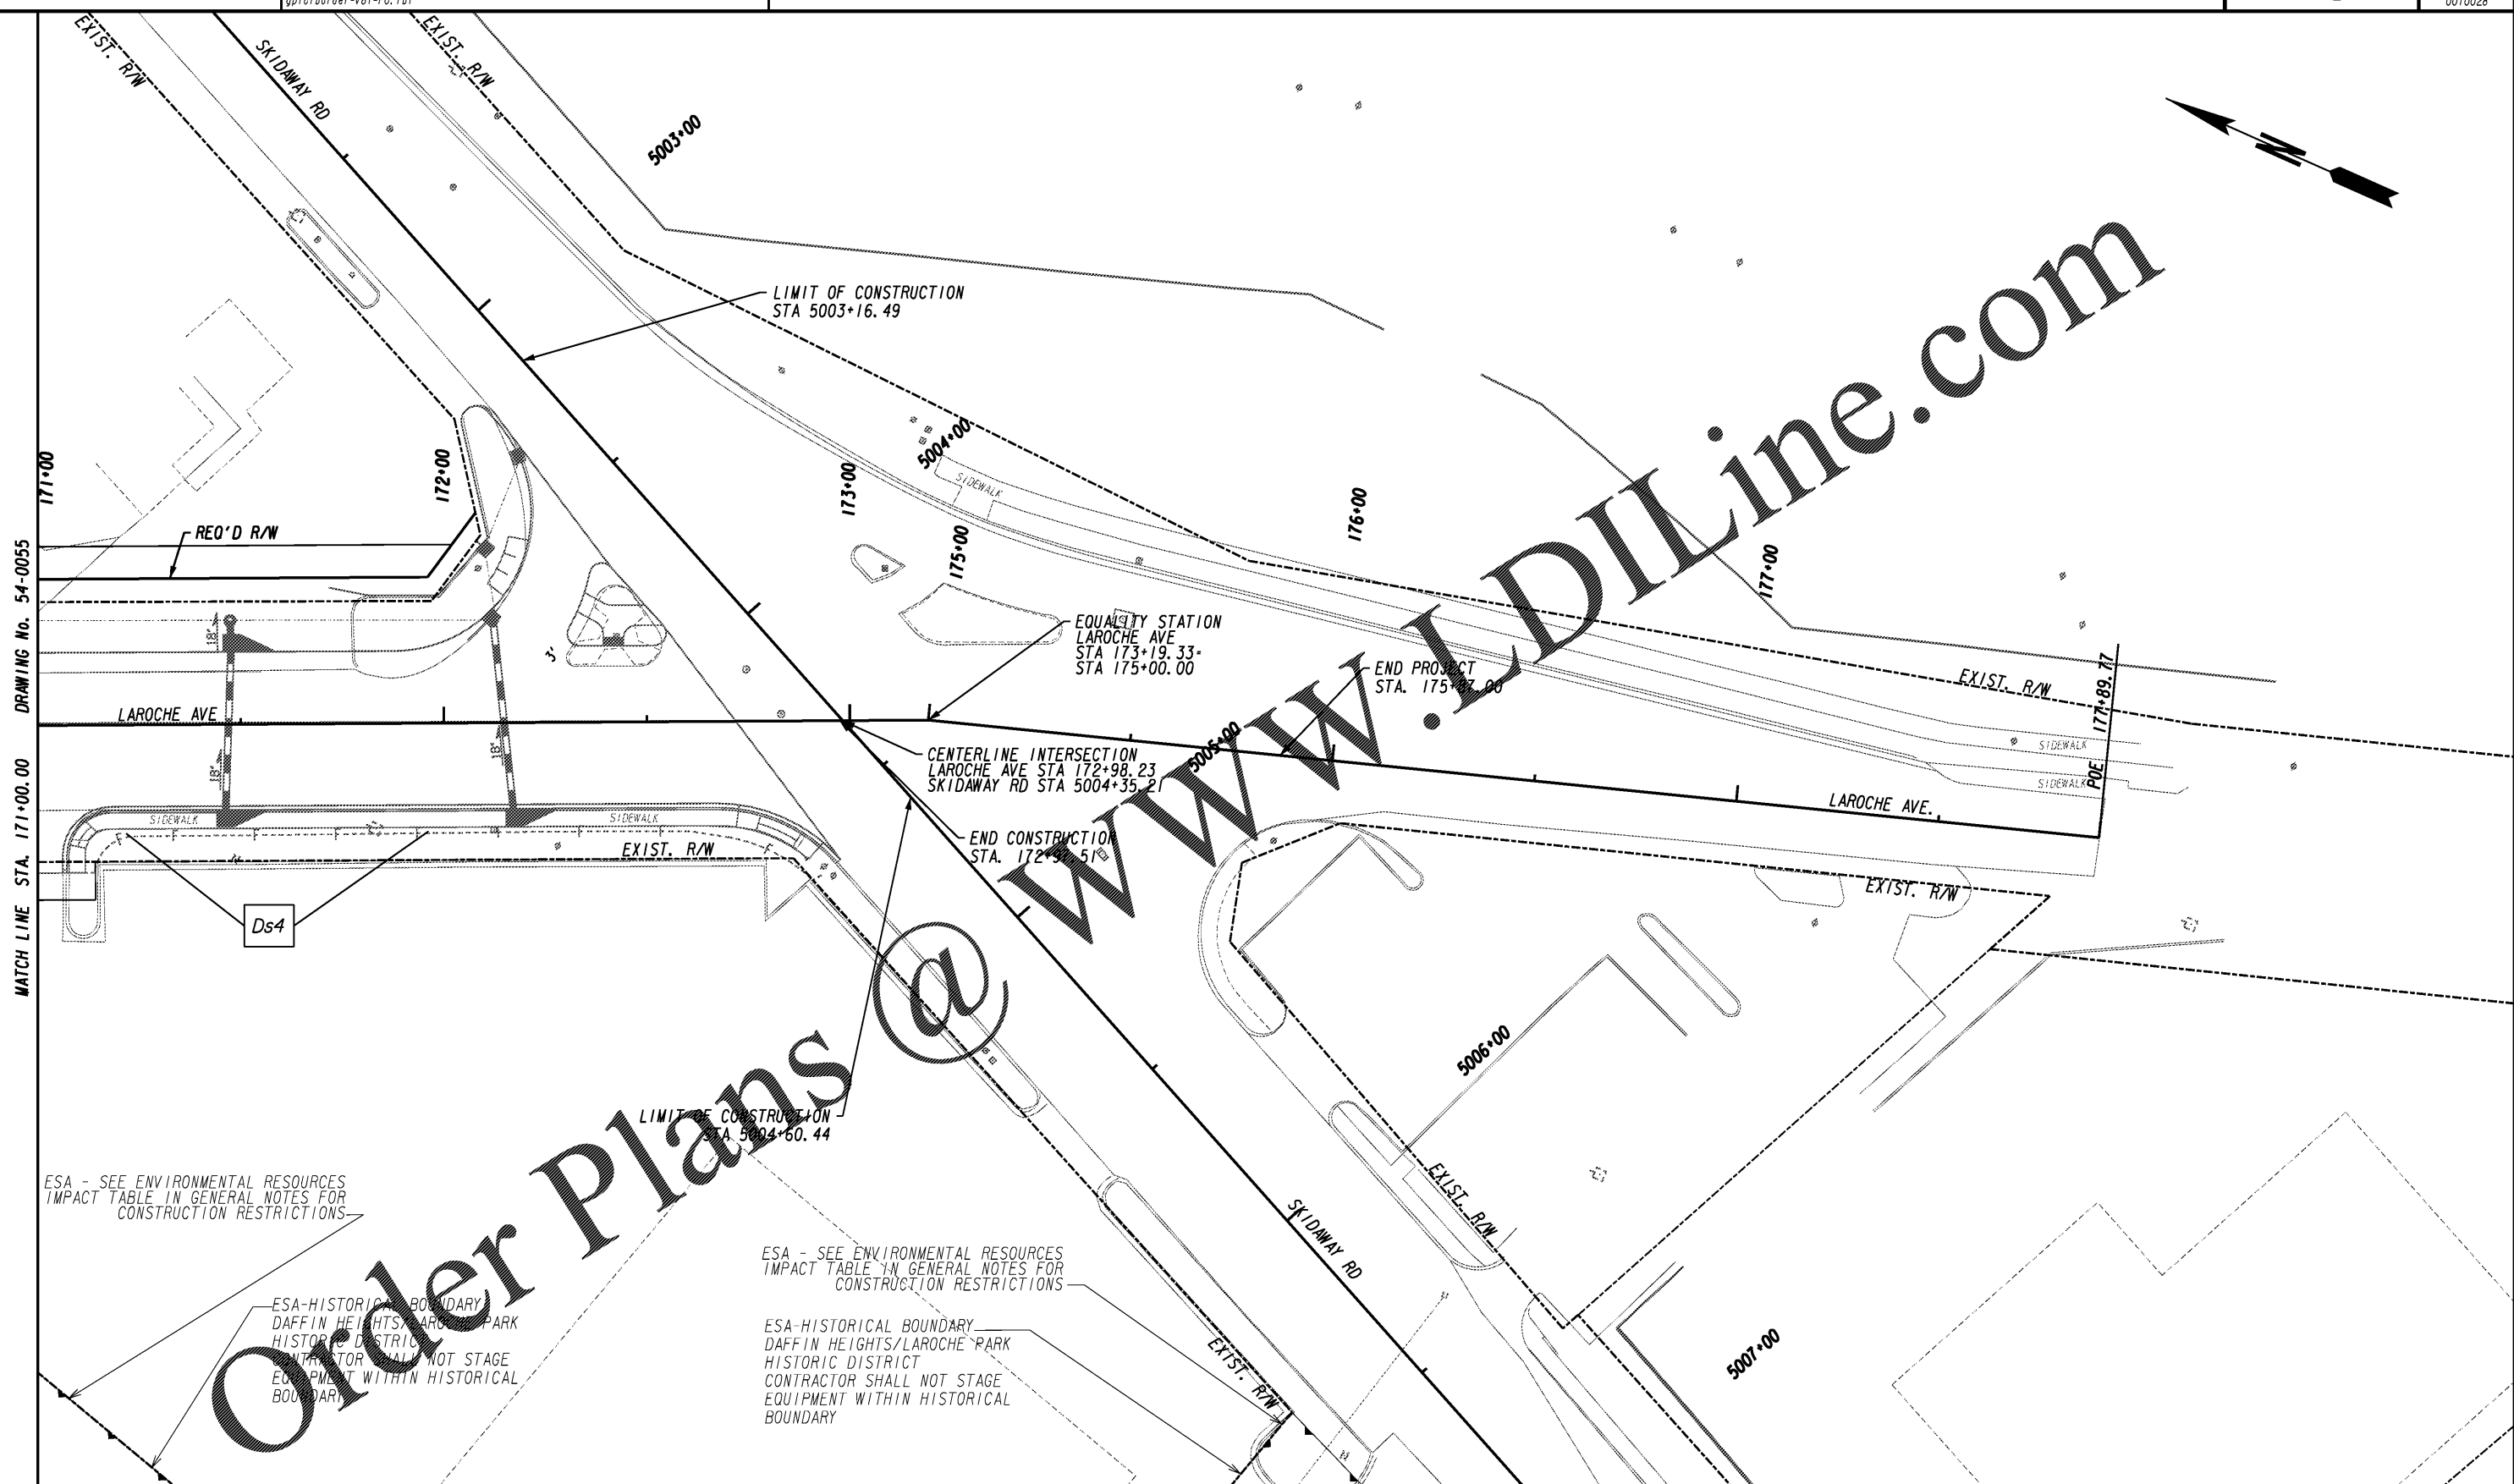 EXIST. R/W
SKIDAWAY RD
EXIST. R/W
5003+00
N
LIMIT OF CONSTRUCTION
STA 5003+16.49
171+00
172+00
173+00
5004+00
SIDEWALK
175+00
176+00
177+00
REQ'D R/W
18"
3'
EQUALITY STATION
LAROCHE AVE
STA 173+19.33=
STA 175+00.00
END PROJECT
STA. 175+87.00
EXIST. R/W
177+89.77
POE
SIDEWALK
SIDEWALK
LAROCHE AVE
18"
18"
CENTERLINE INTERSECTION
LAROCHE AVE STA 172+98.23
SKIDAWAY RD STA 5004+35.21
5005+00
LAROCHE AVE.
SIDEWALK
SIDEWALK
EXIST. R/W
END CONSTRUCTION
STA. 172+97.51
EXIST. R/W
Ds4
MATCH LINE STA. 171+00.00 DRAWING No. 54-0055
5006+00
LIMIT OF CONSTRUCTION
STA 5004+60.44
ESA - SEE ENVIRONMENTAL RESOURCES
IMPACT TABLE IN GENERAL NOTES FOR
CONSTRUCTION RESTRICTIONS
EXIST. R/W
SKIDAWAY RD
ESA - SEE ENVIRONMENTAL RESOURCES
IMPACT TABLE IN GENERAL NOTES FOR
CONSTRUCTION RESTRICTIONS
ESA-HISTORICAL BOUNDARY
DAFFIN HEIGHTS/LAROCHE PARK
HISTORIC DISTRICT
CONTRACTOR SHALL NOT STAGE
EQUIPMENT WITHIN HISTORICAL
BOUNDARY
ESA-HISTORICAL BOUNDARY
DAFFIN HEIGHTS/LAROCHE PARK
HISTORIC DISTRICT
CONTRACTOR SHALL NOT STAGE
EQUIPMENT WITHIN HISTORICAL
BOUNDARY
EXIST. R/W
5007+00
Order Plans @ www.LDILine.com